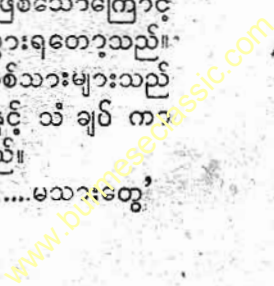 ဖြစ်သောကြောင့်
ားရတော့သည်။
စ်သားများသည်
နှင့် သံ ချပ် ကာ
ည်။
....မသားတွေ'
www.burmeseclassic.com